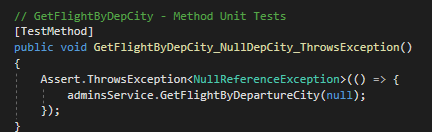 // GetFlightByDepCity - Method Unit Tests
[TestMethod]
public void GetFlightByDepCity_NullDepCity_ThrowsException()
{
    Assert.ThrowsException<NullReferenceException>(() => {
        adminsService.GetFlightByDepartureCity(null);
    });
}